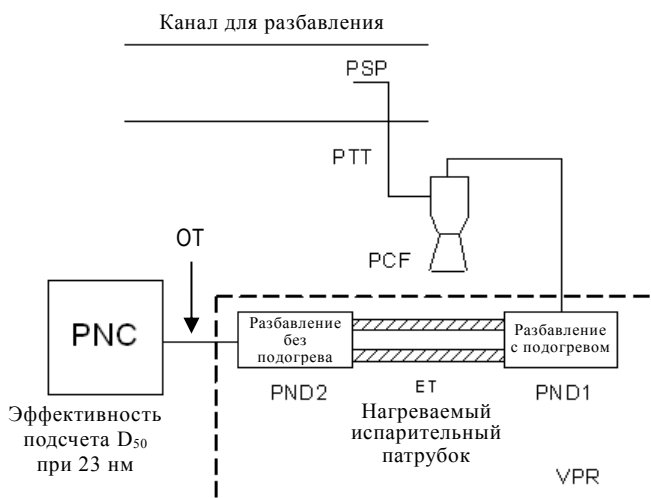 Канал для разбавления
PSP
PTT
PCF
OT
PNC
Разбавление
без
подогрева
Разбавление
с подогревом
PND2
ET
PND1
Нагреваемый
испарительный
патрубок
Эффективность
подсчета D₅₀
при 23 нм
VPR